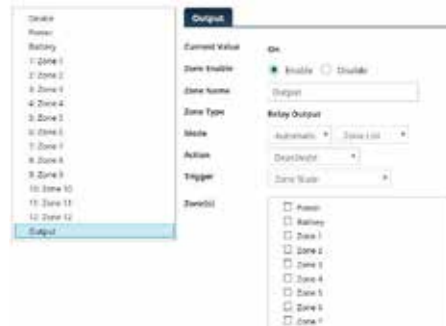 Device
Power
Battery
1: Zone 1
2: Zone 2
3: Zone 3
4: Zone 4
5: Zone 5
6: Zone 6
7: Zone 7
8: Zone 8
9: Zone 9
10: Zone 10
11: Zone 11
12: Zone 12
Output
Output
Current Value On
Zone Enable Enable Disable
Zone Name Output
Zone Type Relay Output
Mode Automatic Zone List
Action Deactivate
Trigger Zone State
Zone(s)
Power
Battery
Zone 1
Zone 2
Zone 3
Zone 4
Zone 5
Zone 6
Zone 7